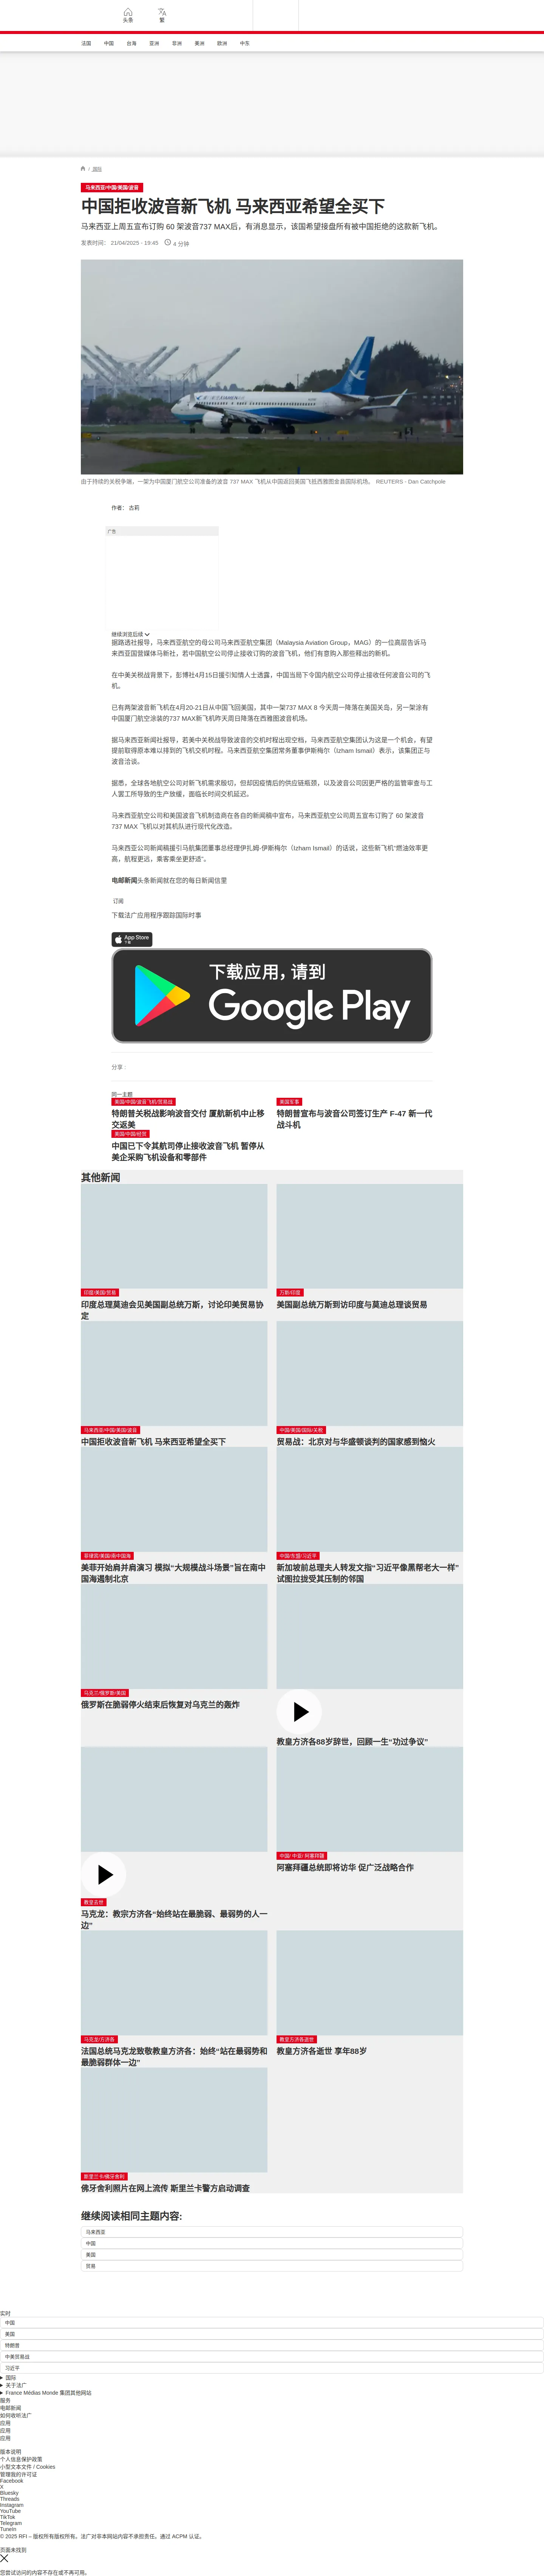 头条
繁
法国 中国 台海 亚洲 非洲 美洲 欧洲 中东
/ 国际
马来西亚/中国/美国/波音
中国拒收波音新飞机 马来西亚希望全买下
马来西亚上周五宣布订购 60 架波音737 MAX后，有消息显示，该国希望接盘所有被中国拒绝的这款新飞机。
发表时间： 21/04/2025 - 19:45 4 分钟
由于持续的关税争端，一架为中国厦门航空公司准备的波音 737 MAX 飞机从中国返回美国飞抵西雅图金县国际机场。 REUTERS - Dan Catchpole
作者： 古莉
广告
继续浏览后续
据路透社报导，马来西亚航空的母公司马来西亚航空集团（Malaysia Aviation Group，MAG）的一位高层告诉马
来西亚国营媒体马新社，若中国航空公司停止接收订购的波音飞机，他们有意购入那些释出的新机。
在中美关税战背景下，彭博社4月15日援引知情人士透露，中国当局下令国内航空公司停止接收任何波音公司的飞
机。
已有两架波音新飞机在4月20-21日从中国飞回美国，其中一架737 MAX 8 今天周一降落在美国关岛，另一架涂有
中国厦门航空涂装的737 MAX新飞机昨天周日降落在西雅图波音机场。
据马来西亚新闻社报导，若美中关税战导致波音的交机时程出现空档，马来西亚航空集团认为这是一个机会，有望
提前取得原本难以排到的飞机交机时程。马来西亚航空集团常务董事伊斯梅尔（Izham Ismail）表示，该集团正与
波音洽谈。
据悉，全球各地航空公司对新飞机需求殷切，但却因疫情后的供应链瓶颈，以及波音公司因更严格的监管审查与工
人罢工所导致的生产放缓，面临长时间交机延迟。
马来西亚航空公司和美国波音飞机制造商在各自的新闻稿中宣布，马来西亚航空公司周五宣布订购了 60 架波音
737 MAX 飞机以对其机队进行现代化改造。
马来西亚公司新闻稿援引马航集团董事总经理伊扎姆-伊斯梅尔（Izham Ismail）的话说，这些新飞机“燃油效率更
高，航程更远，乘客乘坐更舒适”。
电邮新闻头条新闻就在您的每日新闻信里
订阅
下载法广应用程序跟踪国际时事
App Store
下载
下载应用，请到
Google Play
分享 :
同一主题
美国/中国/波音飞机/贸易战
特朗普关税战影响波音交付 厦航新机中止移
交返美
美国军事
特朗普宣布与波音公司签订生产 F-47 新一代
战斗机
美国/中国/经贸
中国已下令其航司停止接收波音飞机 暂停从
美企采购飞机设备和零部件
其他新闻
印度/美国/贸易
印度总理莫迪会见美国副总统万斯，讨论印美贸易协
定
万斯/印度
美国副总统万斯到访印度与莫迪总理谈贸易
马来西亚/中国/美国/波音
中国拒收波音新飞机 马来西亚希望全买下
中国/美国/国际/关税
贸易战：北京对与华盛顿谈判的国家感到恼火
菲律宾/美国/南中国海
美菲开始肩并肩演习 模拟“大规模战斗场景”旨在南中
国海遏制北京
中国/东盟/习近平
新加坡前总理夫人转发文指“习近平像黑帮老大一样”
试图拉拢受其压制的邻国
乌克兰/俄罗斯/美国
俄罗斯在脆弱停火结束后恢复对乌克兰的轰炸
教皇方济各88岁辞世，回顾一生“功过争议”
教皇去世
马克龙：教宗方济各“始终站在最脆弱、最弱势的人一
边”
中国/ 中亚/ 阿塞拜疆
阿塞拜疆总统即将访华 促广泛战略合作
马克龙/方济各
法国总统马克龙致敬教皇方济各：始终“站在最弱势和
最脆弱群体一边”
教皇方济各逝世
教皇方济各逝世 享年88岁
斯里兰卡/佛牙舍利
佛牙舍利照片在网上流传 斯里兰卡警方启动调查
继续阅读相同主题内容:
马来西亚
中国
美国
贸易
实时
中国
美国
特朗普
中美贸易战
习近平
国际
关于法广
France Médias Monde 集团其他网站
服务
电邮新闻
如何收听法广
应用
应用
应用
版本说明
个人信息保护政策
小型文本文件 / Cookies
管理我的许可证
Facebook
X
Bluesky
Threads
Instagram
YouTube
TikTok
Telegram
TuneIn
© 2025 RFI – 版权所有版权所有。法广对非本网站内容不承担责任。通过 ACPM 认证。
页面未找到
您尝试访问的内容不存在或不再可用。